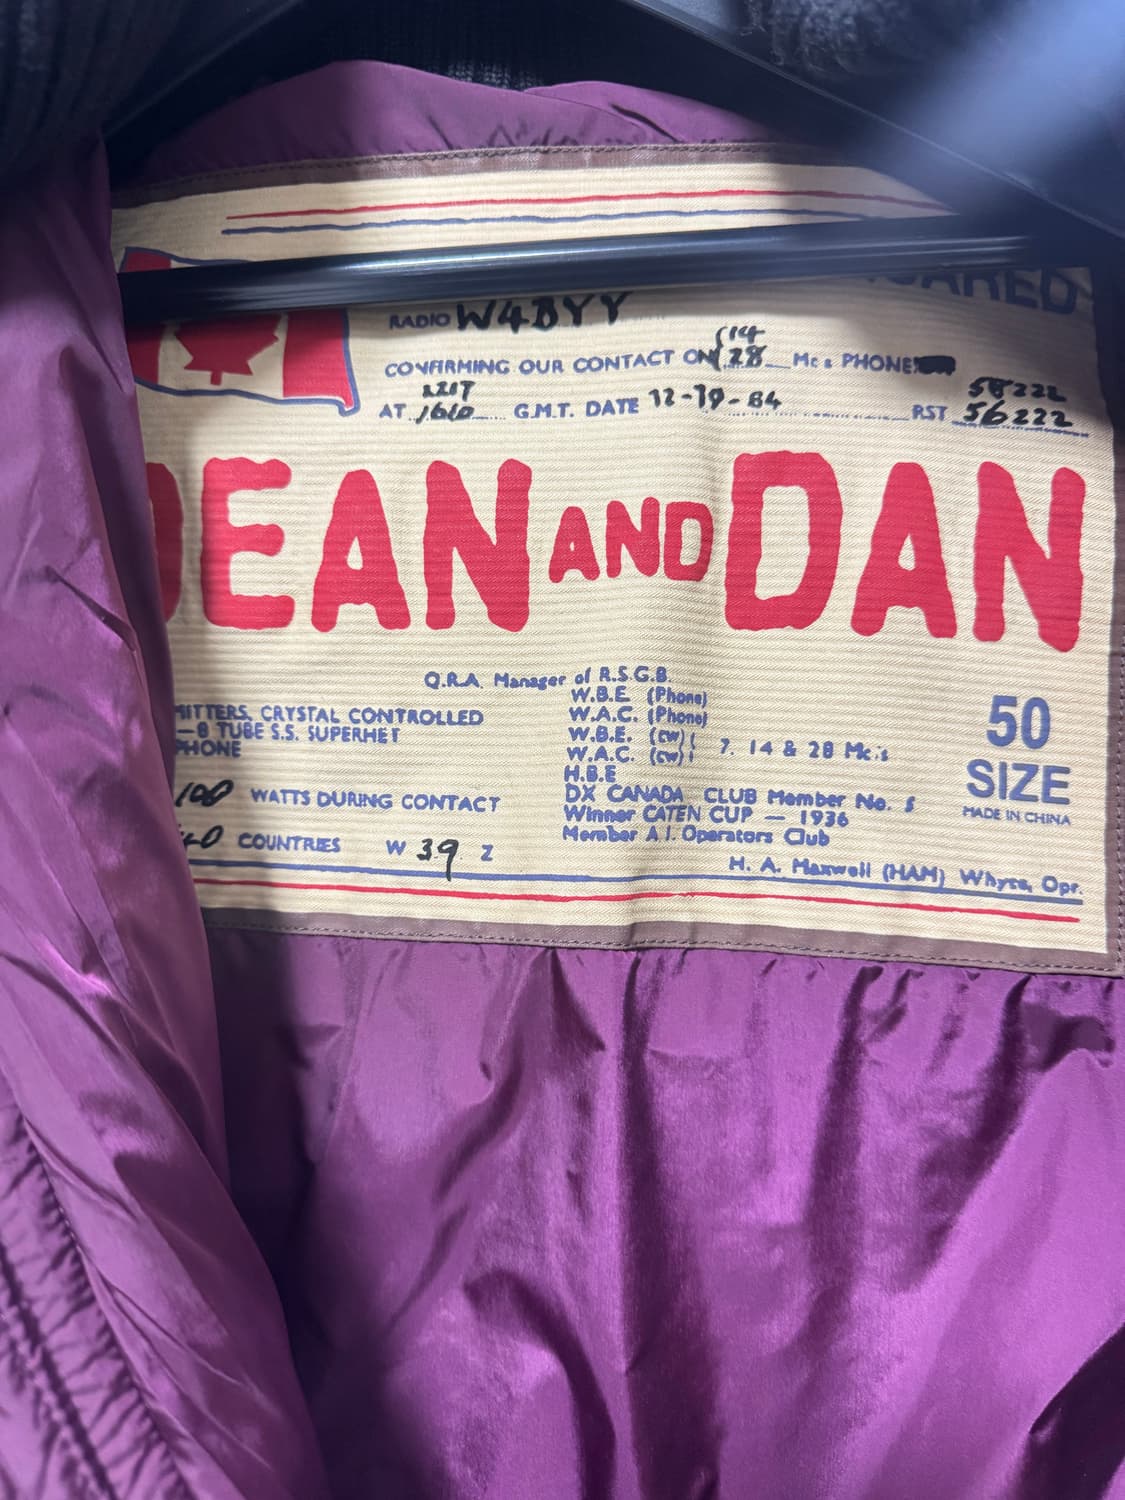 RADIO W4BYY
14
CONFIRMING OUR CONTACT ON 28 Mc s PHONE
2217 58222
AT 1610 G.M.T. DATE 12-19-84 RST 56222
DEAN AND DAN
Q.R.A. Manager of R.S.G.B.
W.B.E (Phone)
W.A.C. (Phone)
W.B.E. (cw)
W.A.C. (cw) 7. 14 & 28 Mc.s
H.B.E
DX CANADA CLUB Member No. 5
Winner CATEN CUP — 1936
Member A.I. Operators Club
CRYSTAL CONTROLLED
—8 TUBE S.S. SUPERHET
PHONE
100 WATTS DURING CONTACT
40 COUNTRIES W 39 Z
50
SIZE
MADE IN CHINA
H. A. Maxwell (HAM) Whyte, Opr.